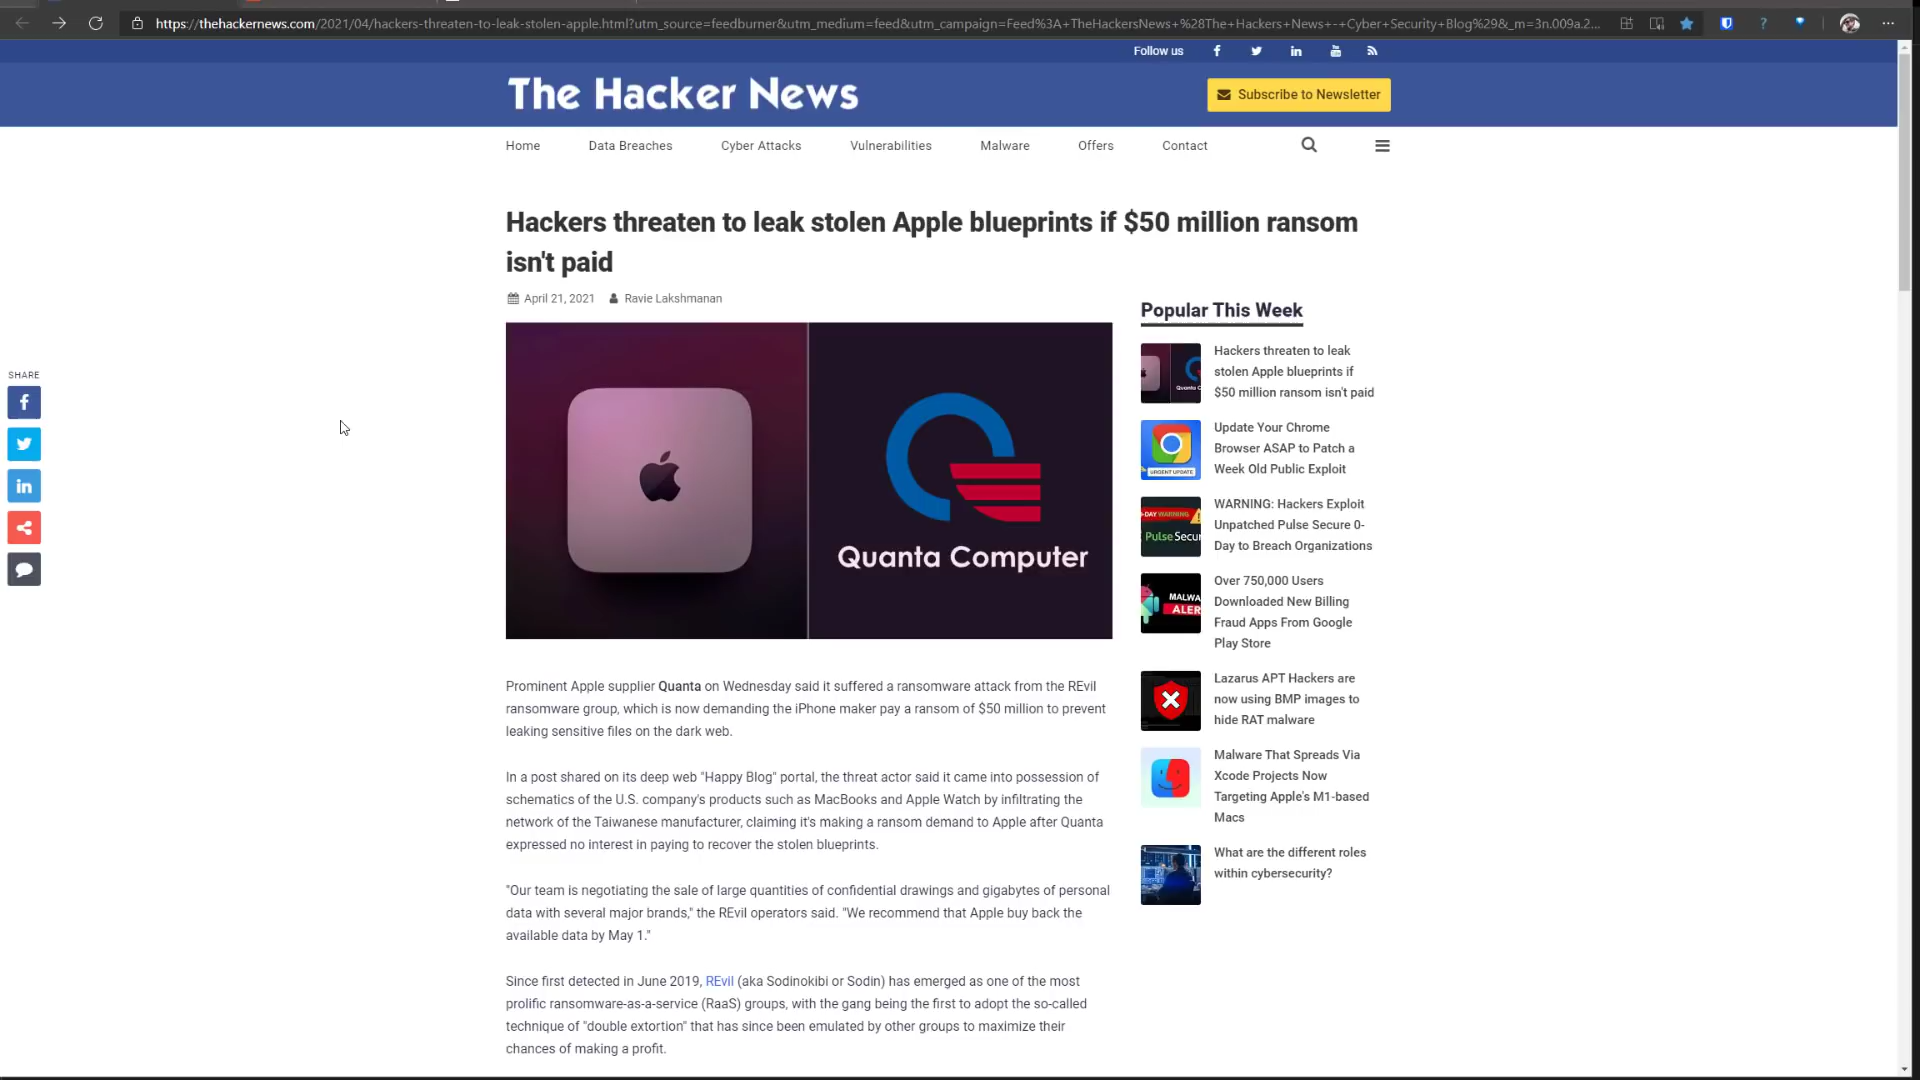 https://thehackernews.com/2021/04/hackers-threaten-to-leak-stolen-apple.html?utm_source=feedburner&utm_medium=feed&utm_campaign=Feed%3A+TheHackersNews+%28The+Hackers+News+-+Cyber+Security+Blog%29&_m=3n.009a.2...
Follow us
The Hacker News
Subscribe to Newsletter
Home Data Breaches Cyber Attacks Vulnerabilities Malware Offers Contact
Hackers threaten to leak stolen Apple blueprints if $50 million ransom
isn't paid
April 21, 2021 Ravie Lakshmanan
SHARE
Quanta Computer
Prominent Apple supplier Quanta on Wednesday said it suffered a ransomware attack from the REvil
ransomware group, which is now demanding the iPhone maker pay a ransom of $50 million to prevent
leaking sensitive files on the dark web.
In a post shared on its deep web "Happy Blog" portal, the threat actor said it came into possession of
schematics of the U.S. company's products such as MacBooks and Apple Watch by infiltrating the
network of the Taiwanese manufacturer, claiming it's making a ransom demand to Apple after Quanta
expressed no interest in paying to recover the stolen blueprints.
"Our team is negotiating the sale of large quantities of confidential drawings and gigabytes of personal
data with several major brands," the REvil operators said. "We recommend that Apple buy back the
available data by May 1."
Since first detected in June 2019, REvil (aka Sodinokibi or Sodin) has emerged as one of the most
prolific ransomware-as-a-service (RaaS) groups, with the gang being the first to adopt the so-called
technique of "double extortion" that has since been emulated by other groups to maximize their
chances of making a profit.
Popular This Week
Hackers threaten to leak
stolen Apple blueprints if
$50 million ransom isn't paid
URGENT UPDATE
Update Your Chrome
Browser ASAP to Patch a
Week Old Public Exploit
-DAY WARNING
Pulse Secur
WARNING: Hackers Exploit
Unpatched Pulse Secure 0-
Day to Breach Organizations
MALWA
ALER
Over 750,000 Users
Downloaded New Billing
Fraud Apps From Google
Play Store
Lazarus APT Hackers are
now using BMP images to
hide RAT malware
Malware That Spreads Via
Xcode Projects Now
Targeting Apple's M1-based
Macs
What are the different roles
within cybersecurity?